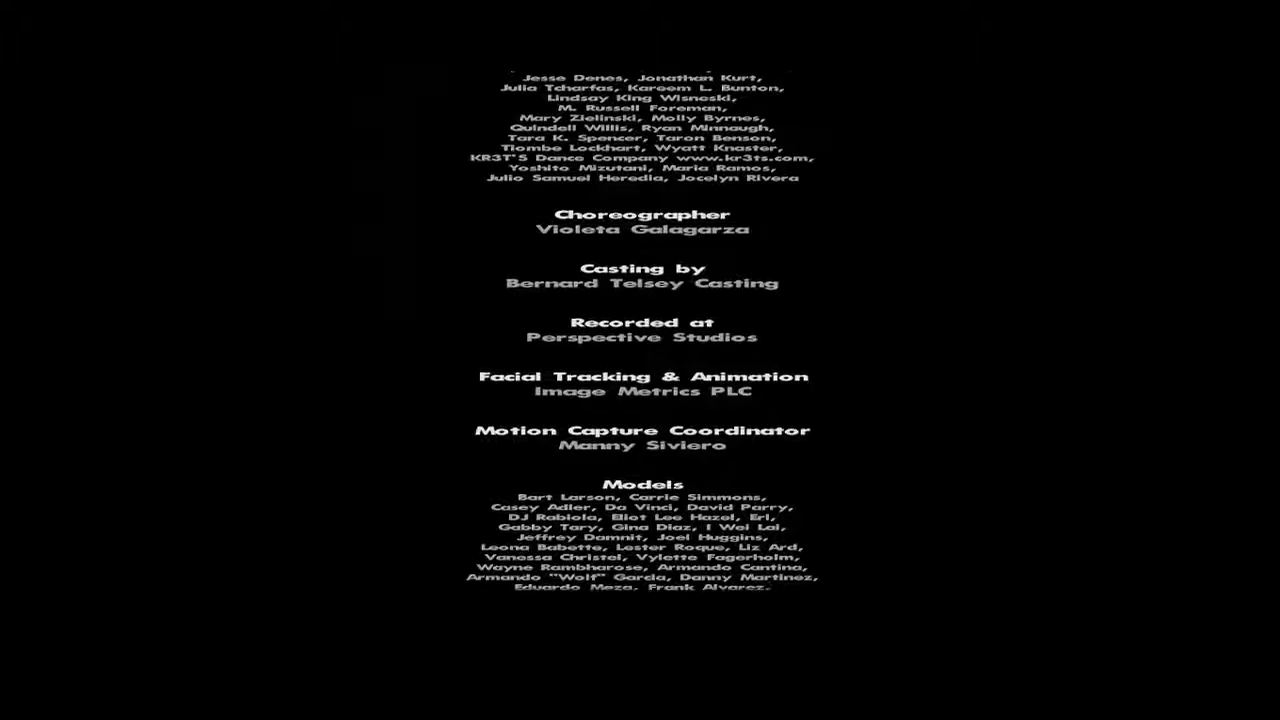 Jesse Denes, Jonathan Kurt,
Julia Tcharfas, Kareem L. Bunton,
Lindsay King Wisneski,
M. Russell Foreman,
Mary Zielinski, Molly Byrnes,
Quindell Willis, Ryan Minnaugh,
Tara K. Spencer, Taron Benson,
Tiombe Lockhart, Wyatt Knaster,
KR3T'S Dance Company www.kr3ts.com,
Yoshito Mizutani, Maria Ramos,
Julio Samuel Heredia, Jocelyn Rivera
Choreographer
Violeta Galagarza
Casting by
Bernard Telsey Casting
Recorded at
Perspective Studios
Facial Tracking & Animation
Image Metrics PLC
Motion Capture Coordinator
Manny Siviero
Models
Bart Larson, Carrie Simmons,
Casey Adler, Da Vinci, David Parry,
DJ Rabiola, Eliot Lee Hazel, Eri,
Gabby Tary, Gina Diaz, I Wei Lai,
Jeffrey Damnit, Joel Huggins,
Leona Babette, Lester Roque, Liz Ard,
Vanessa Christel, Vylette Fagerholm,
Wayne Rambharose, Armando Cantina,
Armando "Wolf" Garcia, Danny Martinez,
Eduardo Meza, Frank Alvarez,